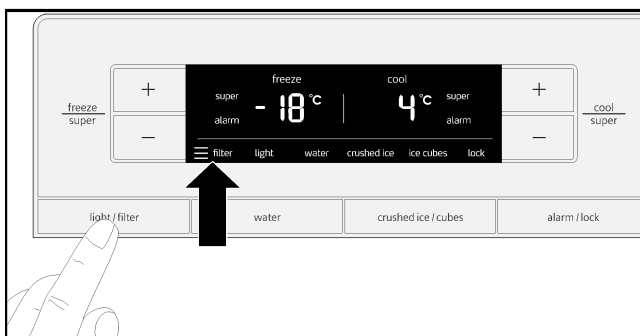 freeze
super
+
−
freeze
super
alarm
-18 °C
cool
4 °C
super
alarm
filter light water crushed ice ice cubes lock
+
−
cool
super
light / filter
water
crushed ice / cubes
alarm / lock